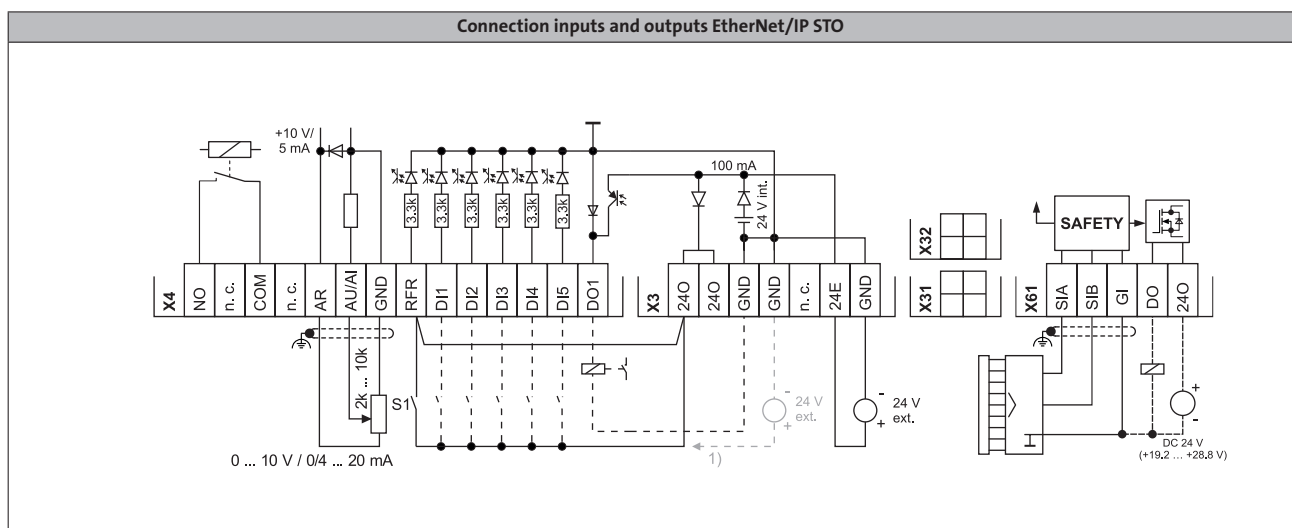 Connection inputs and outputs EtherNet/IP STO
+10 V/
5 mA
3.3k
3.3k
3.3k
3.3k
3.3k
3.3k
100 mA
24 V int.
X4
NO
n. c.
COM
n. c.
AR
AU/AI
GND
RFR
DI1
DI2
DI3
DI4
DI5
DO1
X3
24O
24O
GND
GND
n. c.
24E
GND
X32
X31
SAFETY
X61
SIA
SIB
GI
DO
24O
2k ... 10k
S1
0 ... 10 V / 0/4 ... 20 mA
-
24 V
ext.
+
1)
-
24 V
ext.
+
+
-
DC 24 V
(+19.2 ... +28.8 V)